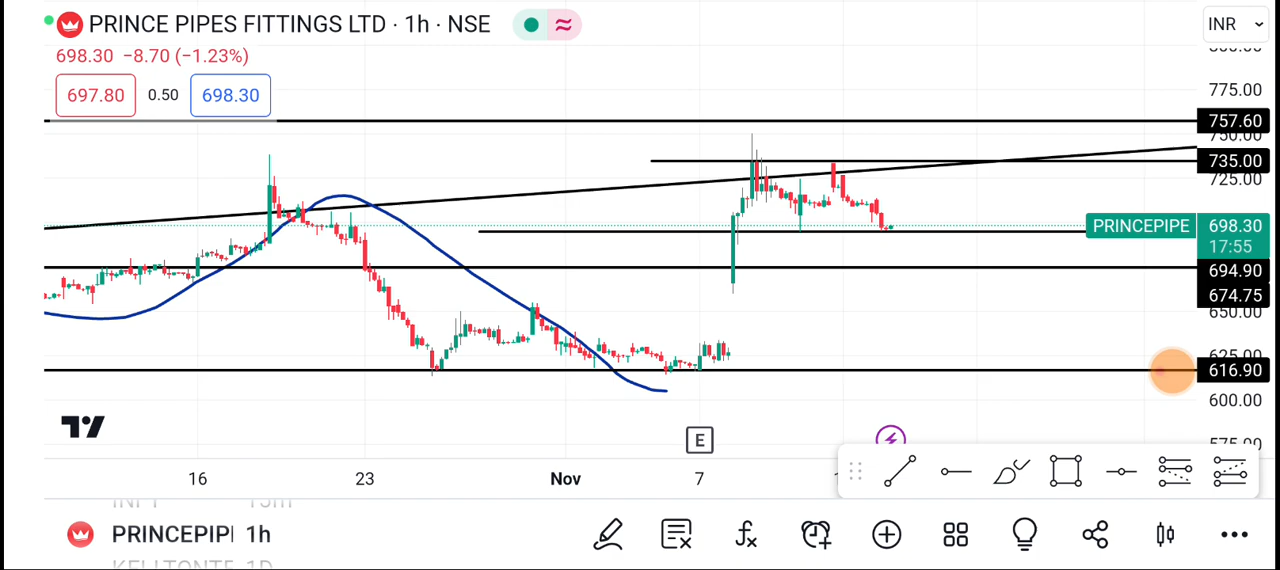 PRINCE PIPES FITTINGS LTD · 1h · NSE
INR
698.30 −8.70 (−1.23%)
697.80 0.50 698.30
775.00
757.60
750.00
735.00
725.00
PRINCEPIPE 698.30
17:55
694.90
674.75
650.00
625.00
616.90
600.00
575.00
E
16 23 Nov 7
PRINCEPIPI 1h